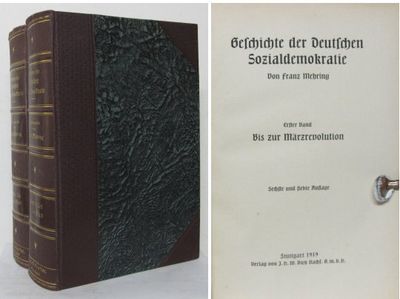 Geschichte der Deutschen
Sozialdemokratie
Von Franz Mehring
Erster Band
Bis zur Märzrevolution
Sechste und siebte Auflage
Stuttgart 1919
Verlag von J. H. W. Dietz Nachf. G. m. b. H.